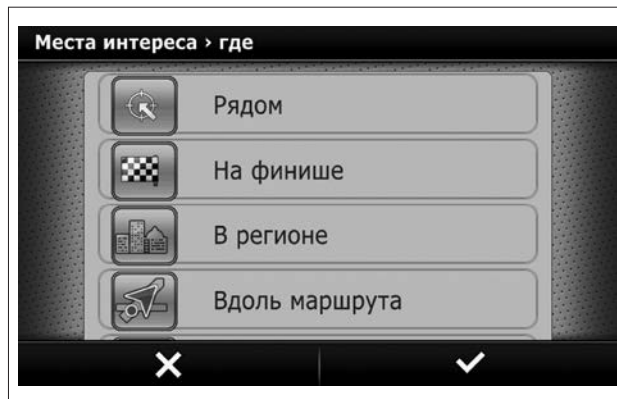 Места интереса › где
Рядом
На финише
В регионе
Вдоль маршрута